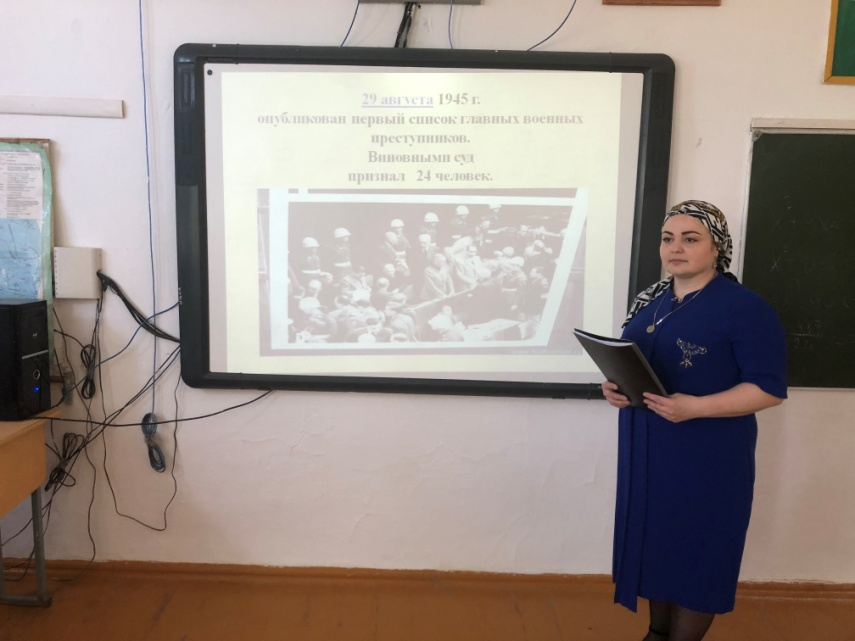 29 августа 1945 г.
опубликован первый список главных военных
преступников.
Виновными суд
признал 24 человек.